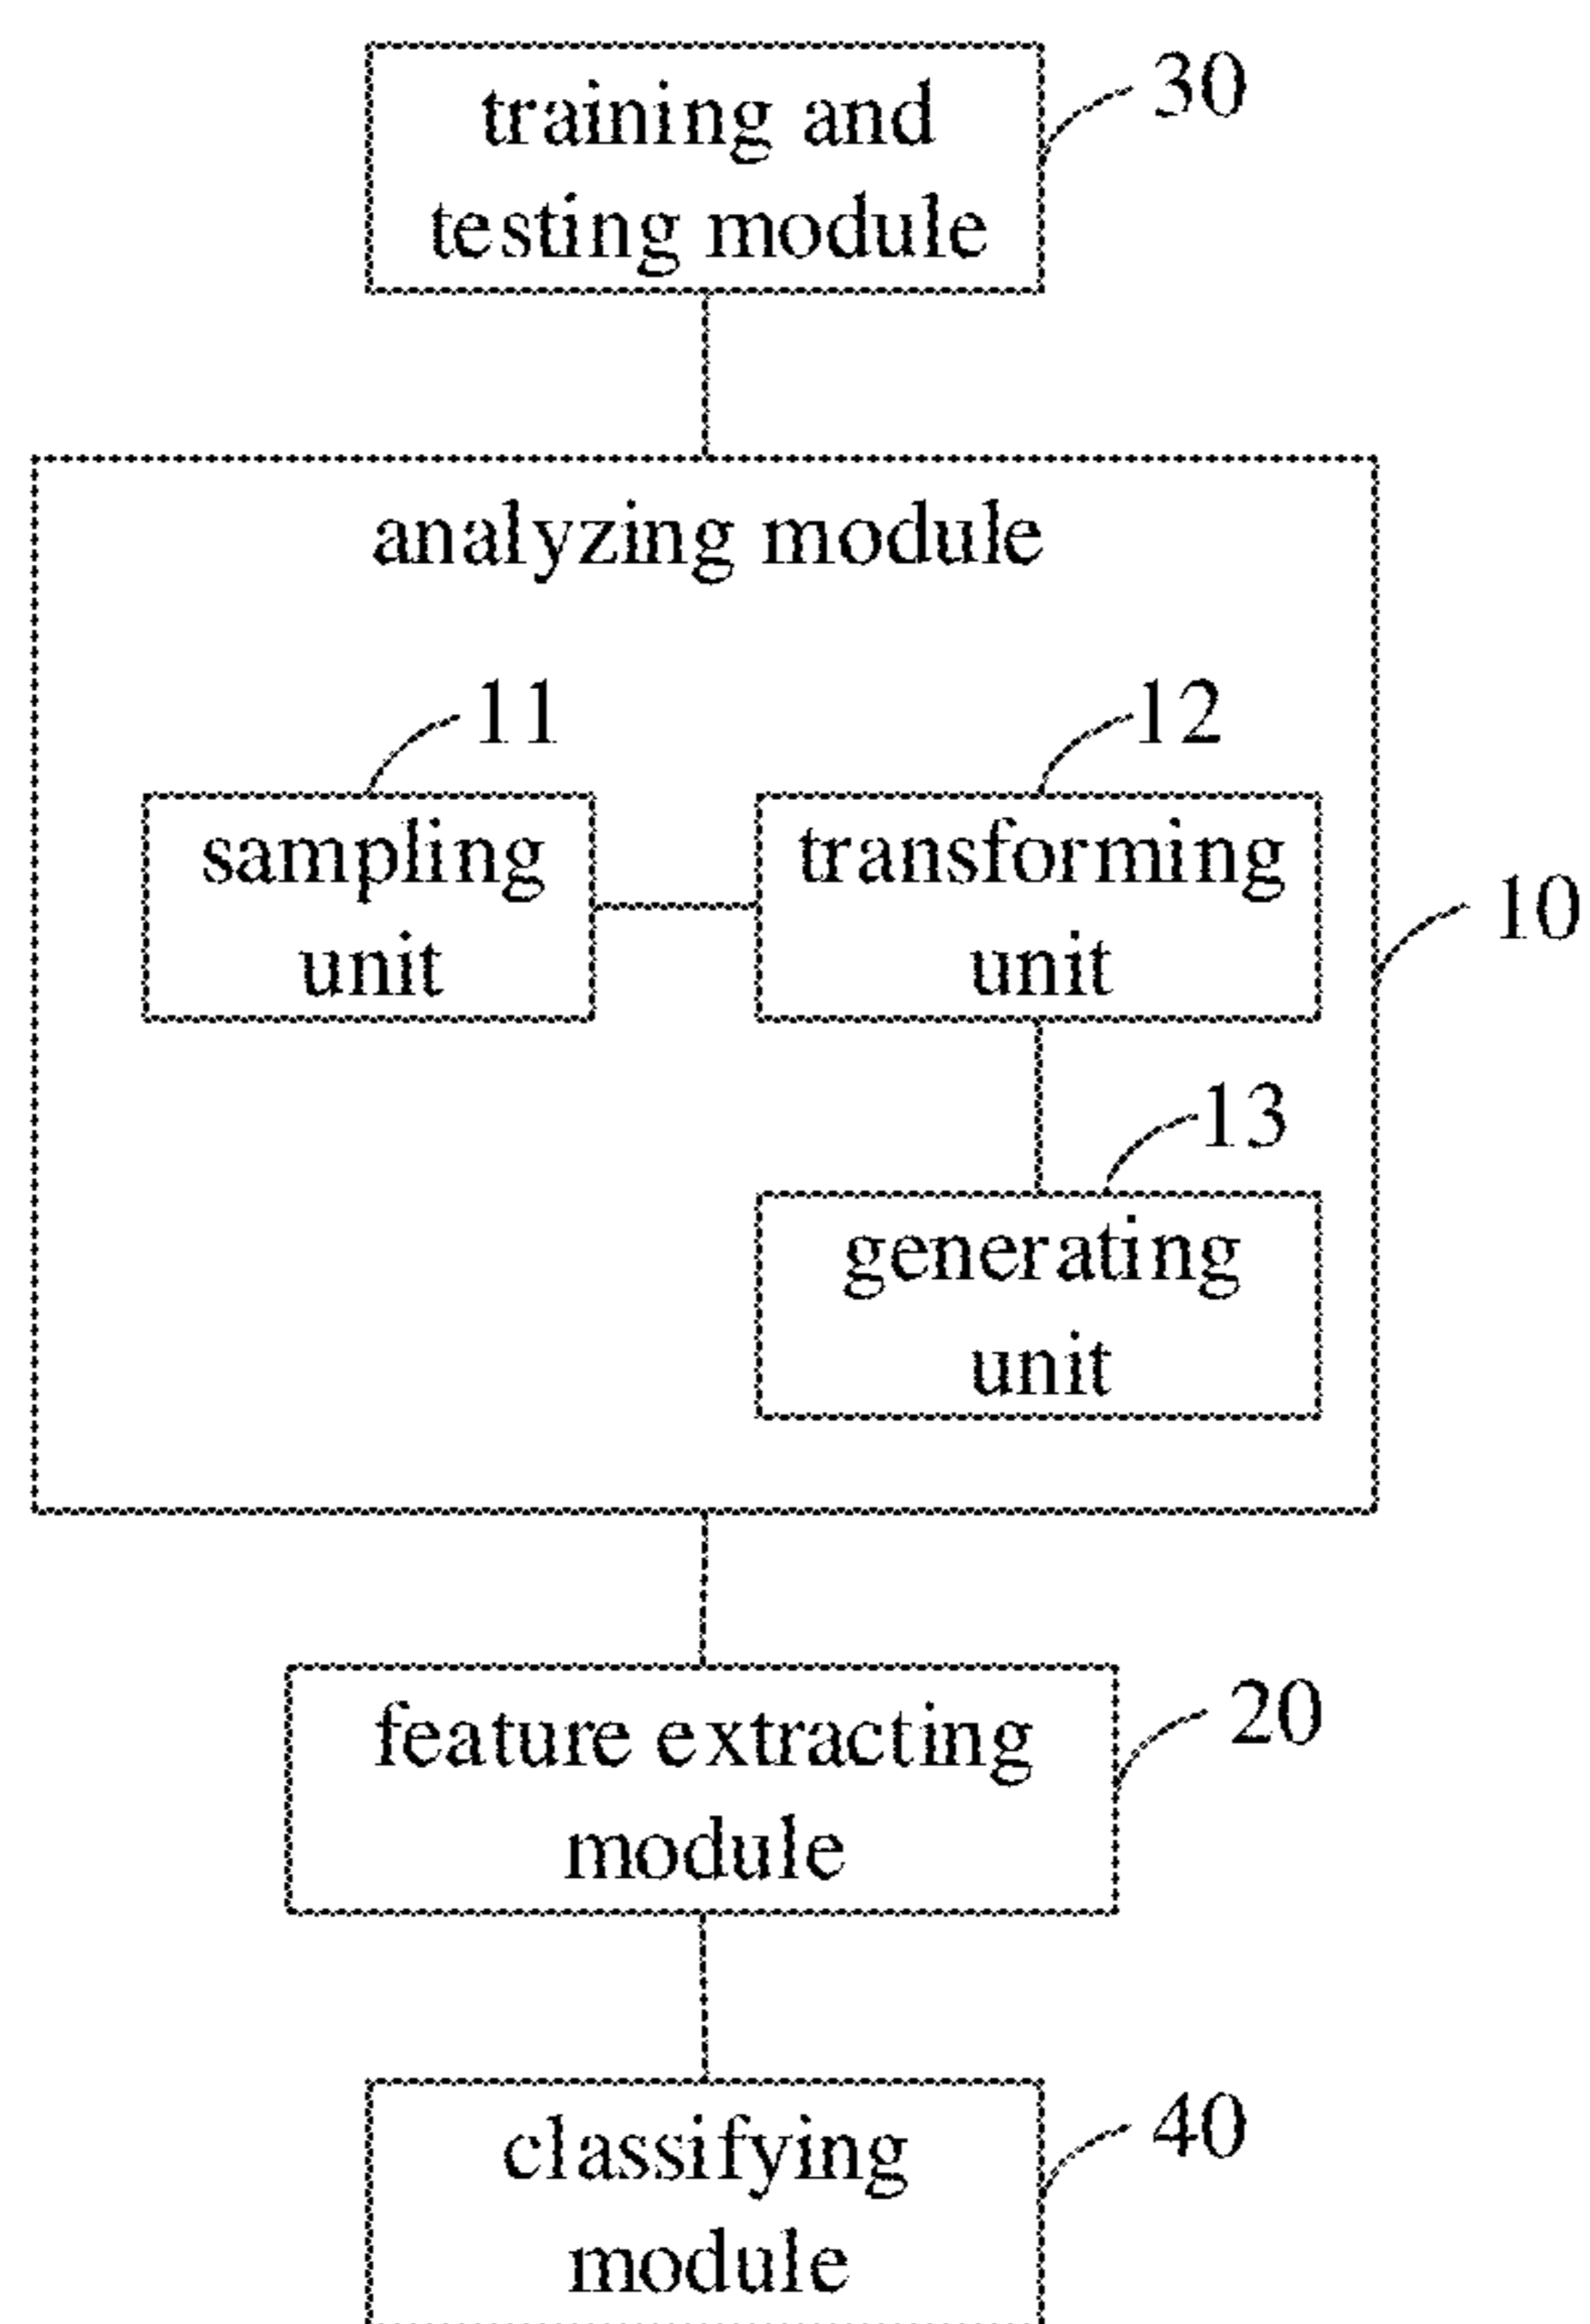 training and
testing module
30
analyzing module
11
12
sampling
unit
transforming
unit
10
13
generating
unit
feature extracting
module
20
classifying
module
40